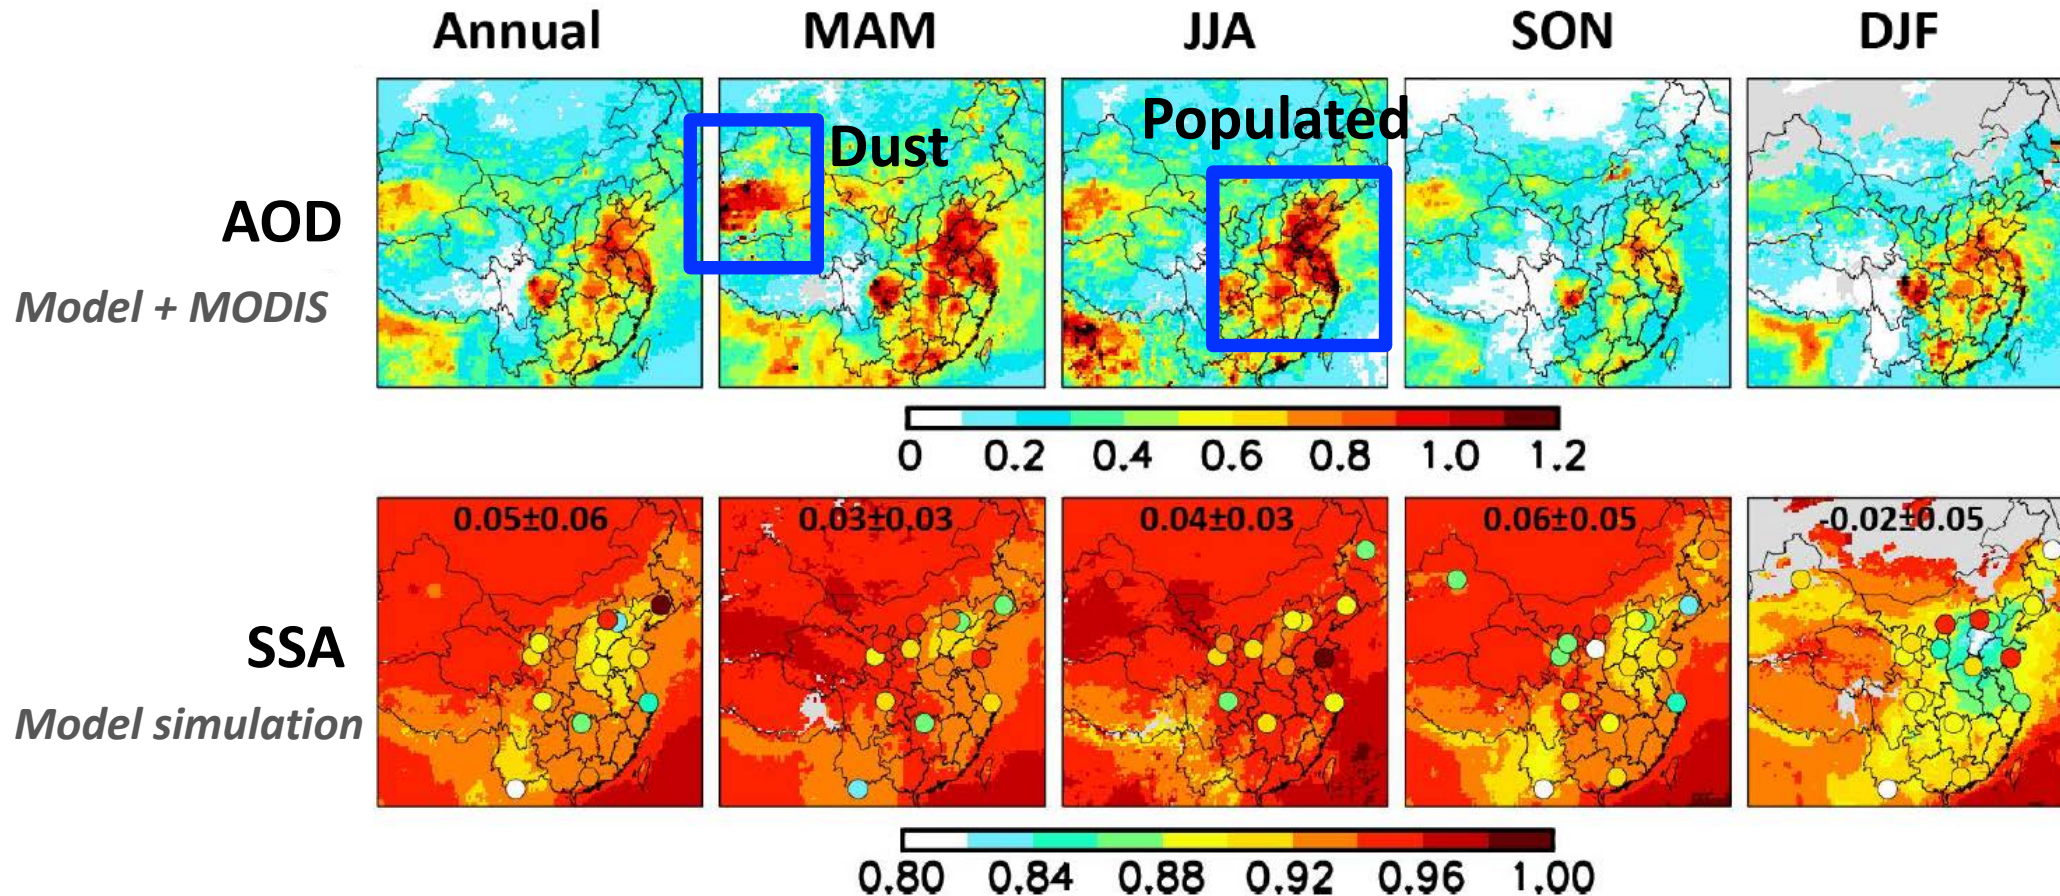 Annual MAM JJA SON DJF
Dust
Populated
AOD
Model + MODIS
0 0.2 0.4 0.6 0.8 1.0 1.2
0.05±0.06 0.03±0.03 0.04±0.03 0.06±0.05 -0.02±0.05
SSA
Model simulation
0.80 0.84 0.88 0.92 0.96 1.00